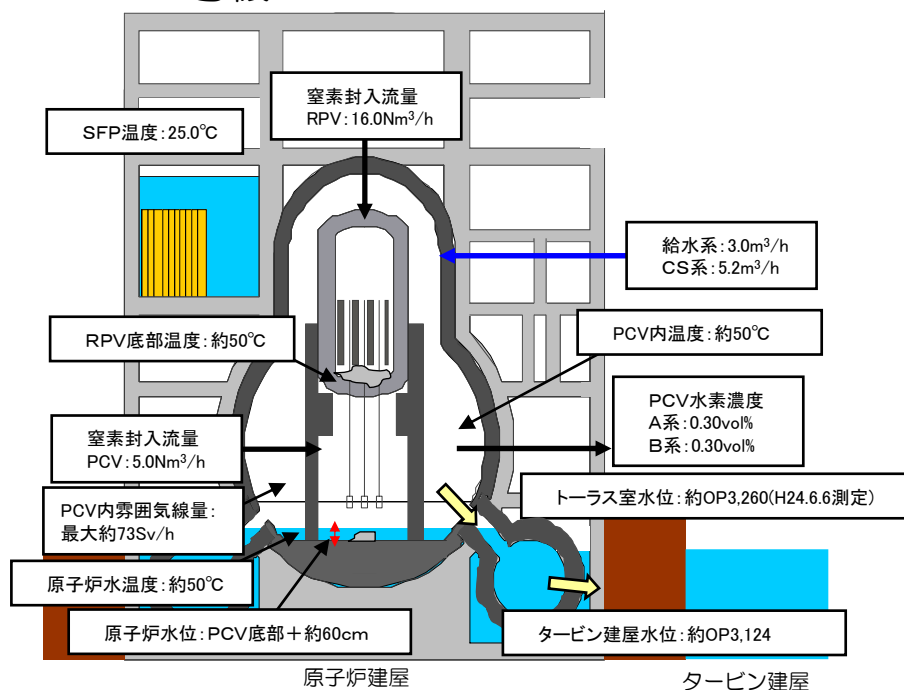 窒素封入流量
RPV:16.0Nm³/h
SFP温度:25.0℃
給水系:3.0m³/h
CS系:5.2m³/h
RPV底部温度:約50℃
PCV内温度:約50℃
PCV水素濃度
A系:0.30vol%
B系:0.30vol%
窒素封入流量
PCV:5.0Nm³/h
トーラス室水位:約OP3,260(H24.6.6測定)
PCV内雰囲気線量:
最大約73Sv/h
原子炉水温度:約50℃
原子炉水位:PCV底部+約60cm
タービン建屋水位:約OP3,124
原子炉建屋
タービン建屋